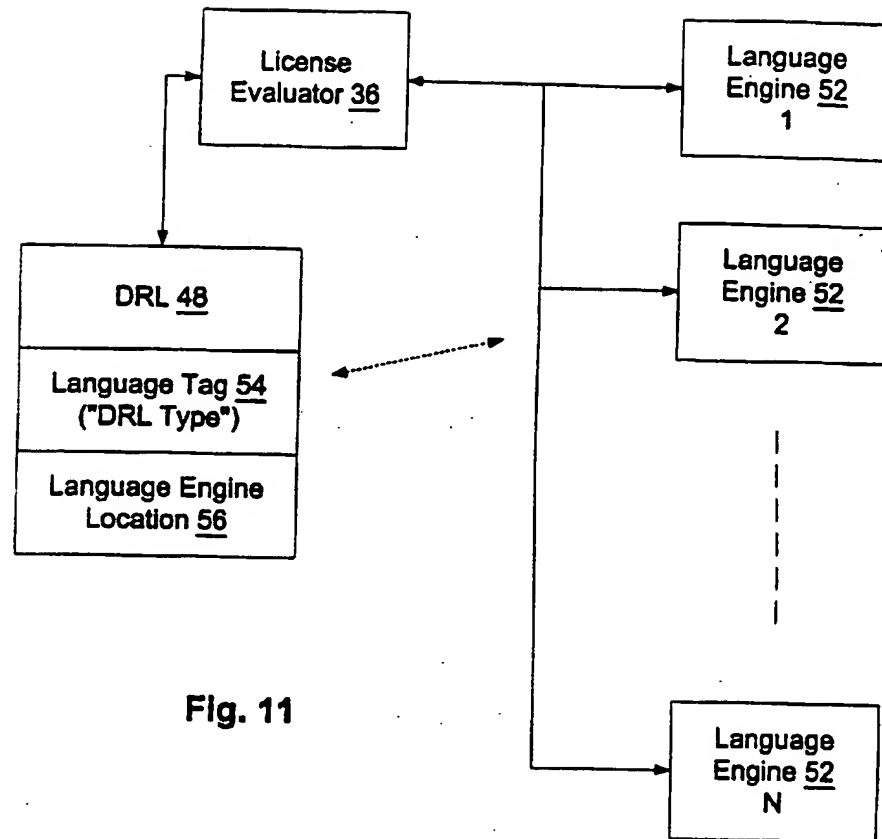 License
Evaluator 36
Language
Engine 52
1
DRL 48
Language Tag 54
("DRL Type")
Language Engine
Location 56
Language
Engine 52
2
Fig. 11
Language
Engine 52
N